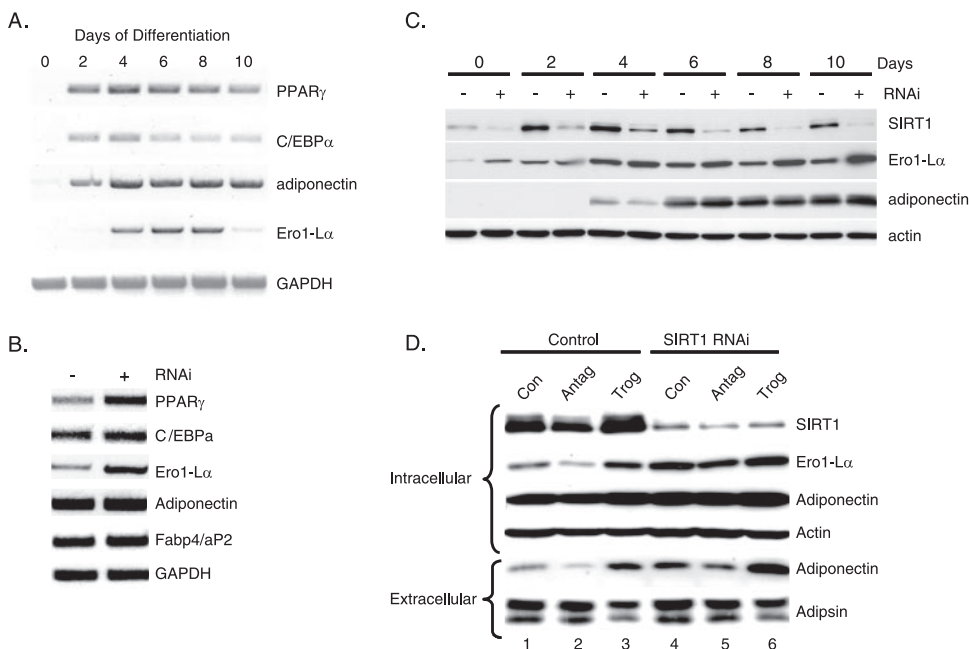 A.
Days of Differentiation
0 2 4 6 8 10
PPARγ
C/EBPα
adiponectin
Ero1-Lα
GAPDH
B.
- + RNAi
PPARγ
C/EBPa
Ero1-Lα
Adiponectin
Fabp4/aP2
GAPDH
C.
0 2 4 6 8 10 Days
- + - + - + - + - + - + RNAi
SIRT1
Ero1-Lα
adiponectin
actin
D.
Control SIRT1 RNAi
Con Antag Trog Con Antag Trog
Intracellular
SIRT1
Ero1-Lα
Adiponectin
Actin
Extracellular
Adiponectin
Adipsin
1 2 3 4 5 6